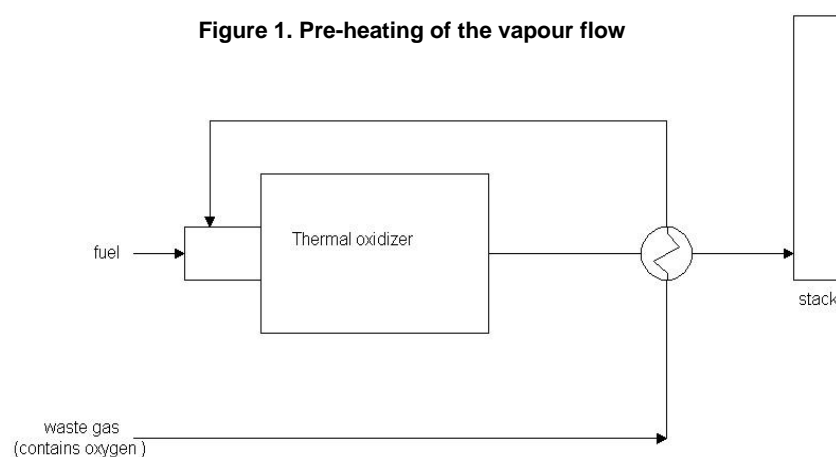 Figure 1. Pre-heating of the vapour flow
fuel
Thermal oxidizer
stack
waste gas
(contains oxygen )